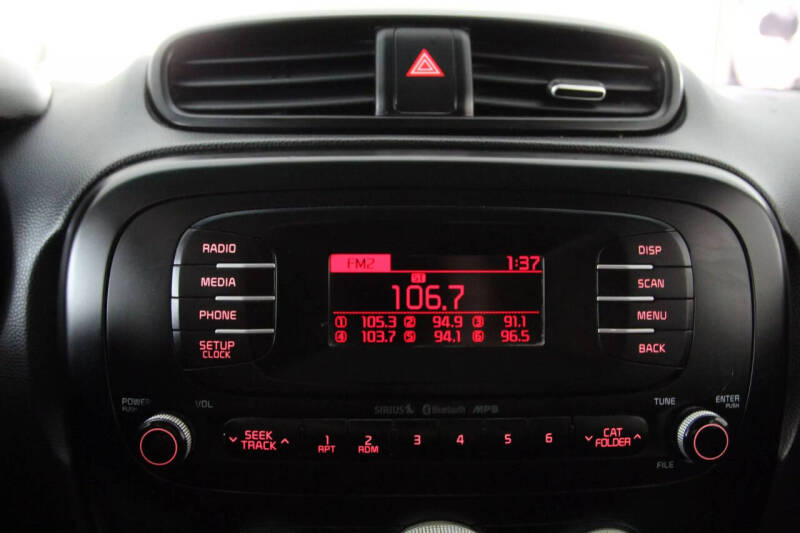 RADIO
MEDIA
PHONE
SETUP
CLOCK
FM2 1:37
106.7
① 105.3 ② 94.9 ③ 91.1
④ 103.7 ⑤ 94.1 ⑥ 96.5
DISP
SCAN
MENU
BACK
POWER
PUSH
VOL
SIRIUS Bluetooth MP3
TUNE
ENTER
PUSH
SEEK
TRACK
1
RPT
2
RDM
3
4
5
6
CAT
FOLDER
FILE